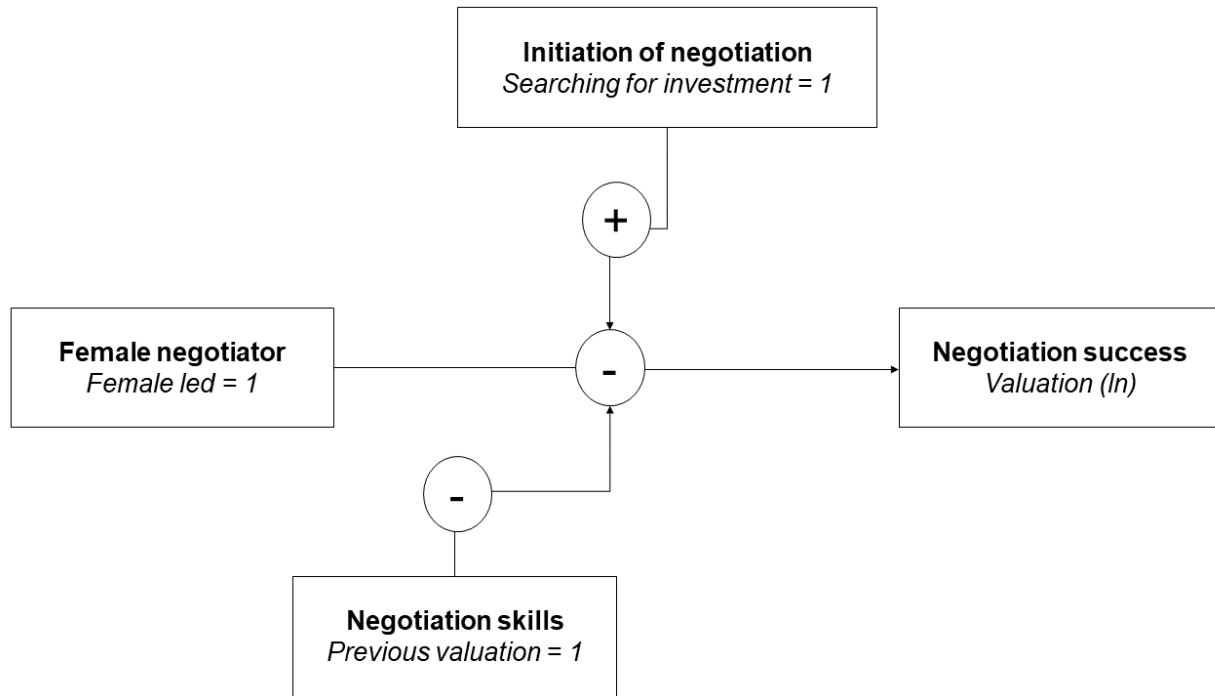 Initiation of negotiation
Searching for investment = 1
+
Female negotiator
Female led = 1
-
Negotiation success
Valuation (ln)
-
Negotiation skills
Previous valuation = 1